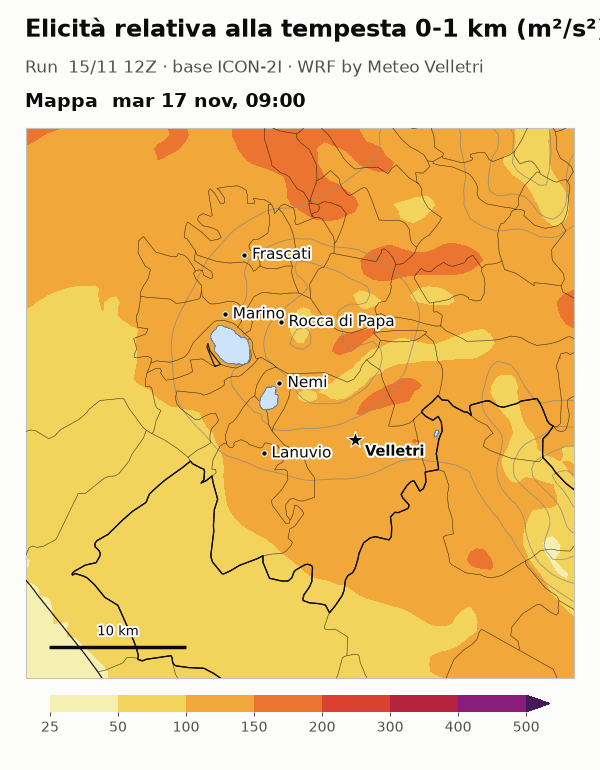 Elicità relativa alla tempesta 0-1 km (m²/s²)
Run 15/11 12Z · base ICON-2I · WRF by Meteo Velletri
Mappa mar 17 nov, 09:00
Frascati
Marino
Rocca di Papa
Nemi
Velletri
Lanuvio
10 km
25 50 100 150 200 300 400 500